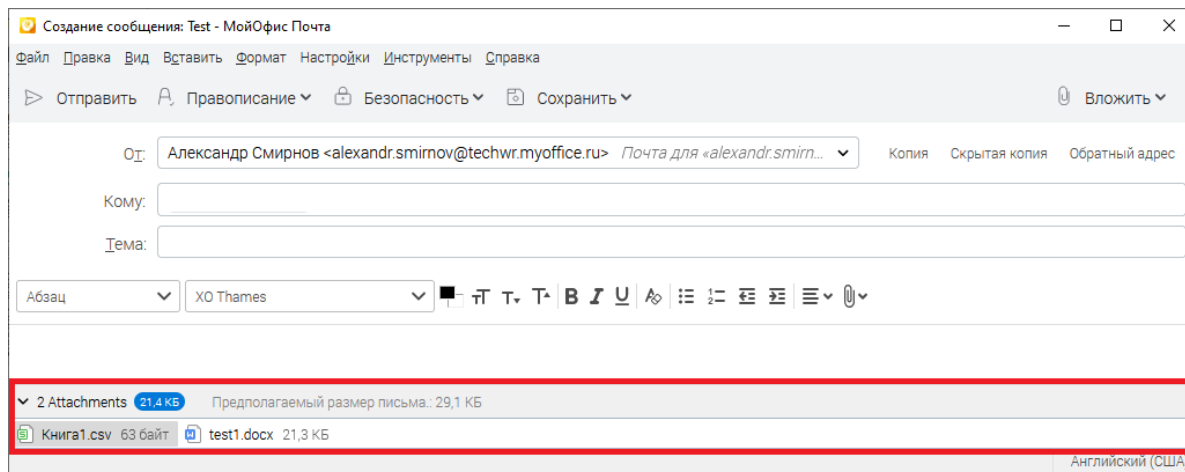 Создание сообщения: Test - МойОфис Почта
Файл Правка Вид Вставить Формат Настройки Инструменты Справка
Отправить Правописание Безопасность Сохранить Вложить
От: Александр Смирнов <alexandr.smirnov@techwr.myoffice.ru> Почта для «alexandr.smirn... Копия Скрытая копия Обратный адрес
Кому:
Тема:
Абзац XO Thames
2 Attachments 21,4 КБ Предполагаемый размер письма.: 29,1 КБ
Книга1.csv 63 байт test1.docx 21,3 КБ
Английский (США